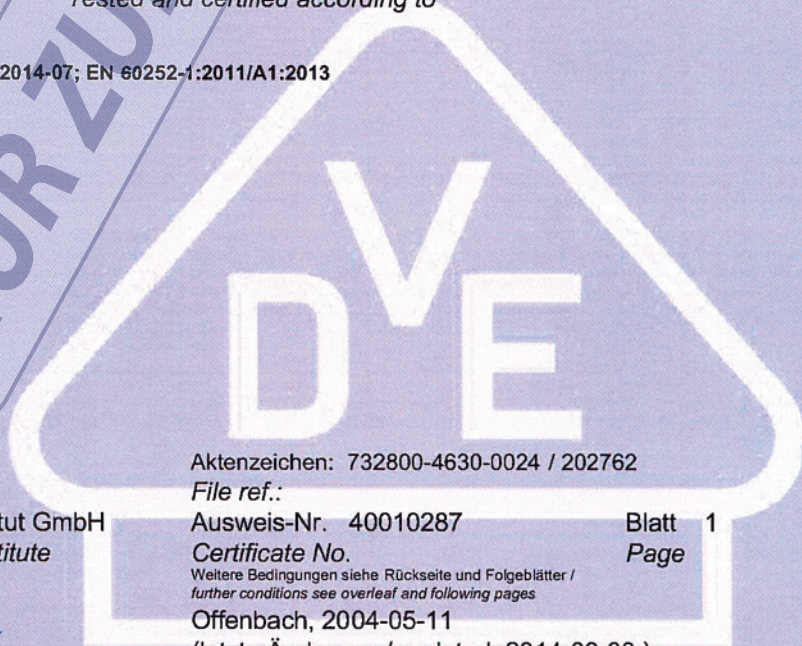 Tested and certified according to
2014-07; EN 60252-1:2011/A1:2013
VDE
Aktenzeichen: 732800-4630-0024 / 202762
File ref.:
tut GmbH Ausweis-Nr. 40010287 Blatt 1
titute Certificate No. Page
Weitere Bedingungen siehe Rückseite und Folgeblätter /
further conditions see overleaf and following pages
Offenbach, 2004-05-11